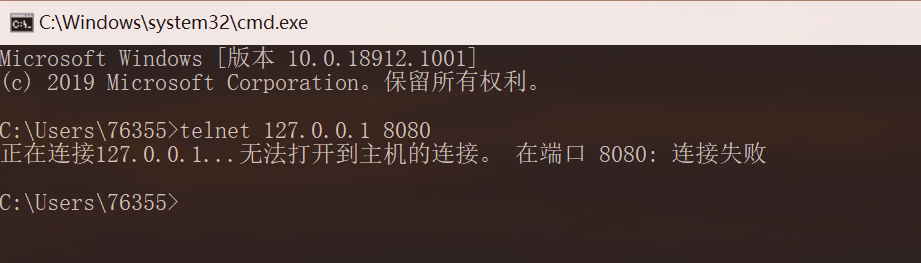 C:\Windows\system32\cmd.exe
Microsoft Windows [版本 10.0.18912.1001]
(c) 2019 Microsoft Corporation。保留所有权利。
C:\Users\76355>telnet 127.0.0.1 8080
正在连接127.0.0.1...无法打开到主机的连接。 在端口 8080: 连接失败
C:\Users\76355>